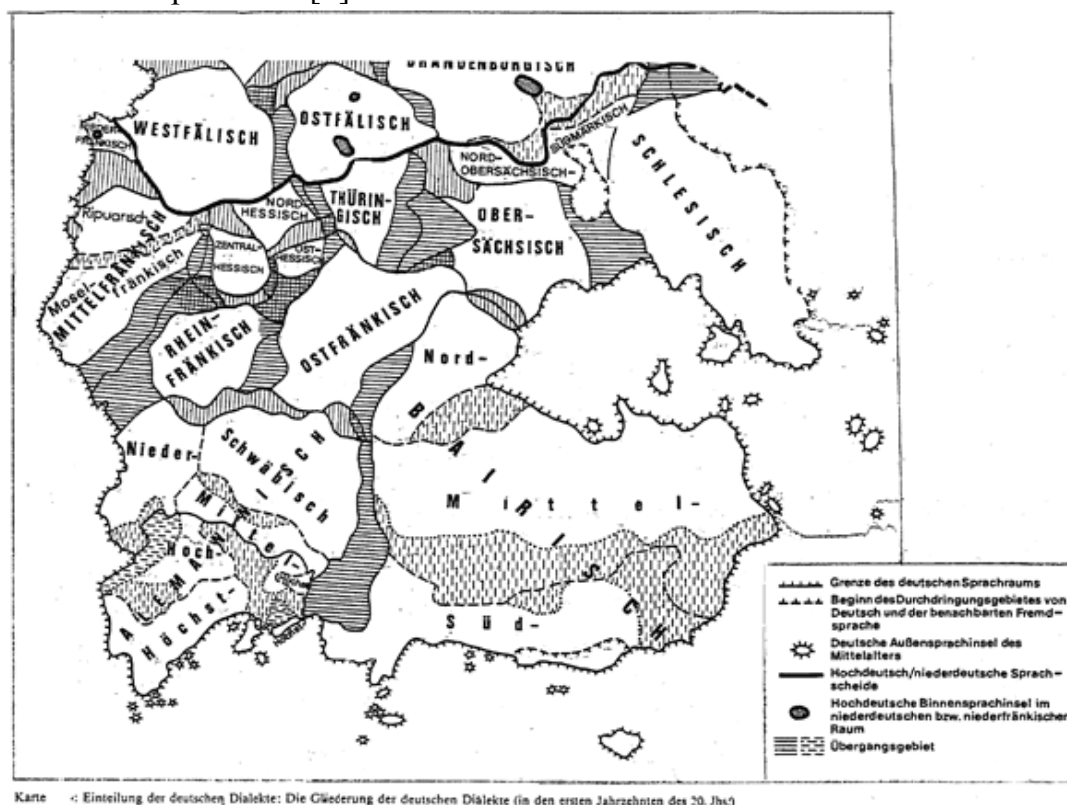 BRANDENBURGISCH
WESTFÄLISCH
OSTFÄLISCH
NIEDER-
FRÄNKISCH
SÜDMÄRKISCH
NORD-
OBERSÄCHSISCH-
SCHLESISCH
Ripuarsch
NORD-
HESSISCH
THÜRIN-
GISCH
OBER-
SÄCHSISCH
ZENTRAL-
HESSISCH
OST-
HESSISCH
Mosel-
fränkisch
MITTELFRÄNKISCH
RHEIN-
FRÄNKISCH
OSTFRÄNKISCH
Nord-
BAIRISCH
Mittel-
Süd-
Nieder-
Schwäbisch
Mittel-
Hoch-
Höchst-
Karte
: Einteilung der deutschen Dialekte: Die Gliederung der deutschen Dialekte (in den ersten Jahrzehnten des 20. Jhs.)
Grenze des deutschen Sprachraums
Beginn des Durchdringungsgebietes von
Deutsch und der benachbarten Fremd-
sprache
Deutsche Außensprachinsel des
Mittelalters
Hochdeutsch/niederdeutsche Sprach-
scheide
Hochdeutsche Binnensprachinsel im
niederdeutschen bzw. niederfränkischen
Raum
Übergangsgebiet